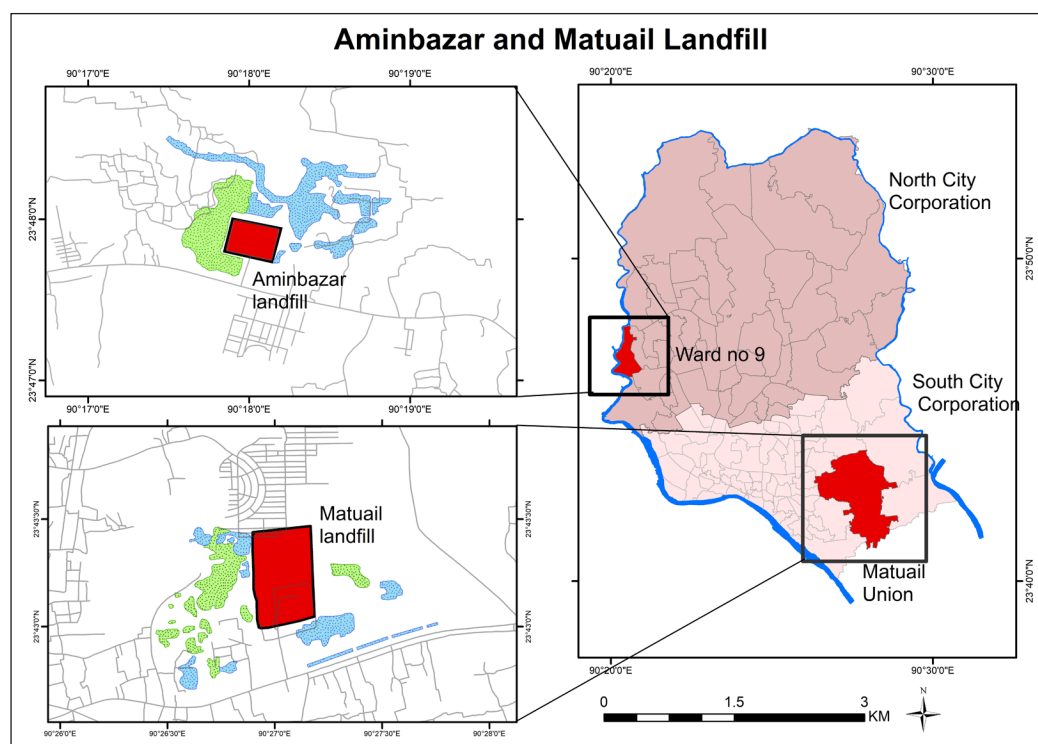 Aminbazar and Matuail Landfill
90°17'0"E 90°18'0"E 90°19'0"E
23°48'0"N
23°47'0"N
Aminbazar
landfill
90°17'0"E 90°18'0"E 90°19'0"E
23°43'30"N
23°43'0"N
23°43'30"N
23°43'0"N
Matuail
landfill
90°26'0"E 90°26'30"E 90°27'0"E 90°27'30"E 90°28'0"E
90°20'0"E 90°30'0"E
North City
Corporation
23°50'0"N
Ward no 9
South City
Corporation
Matuail
Union
23°40'0"N
90°20'0"E 90°30'0"E
0 1.5 3
KM
N